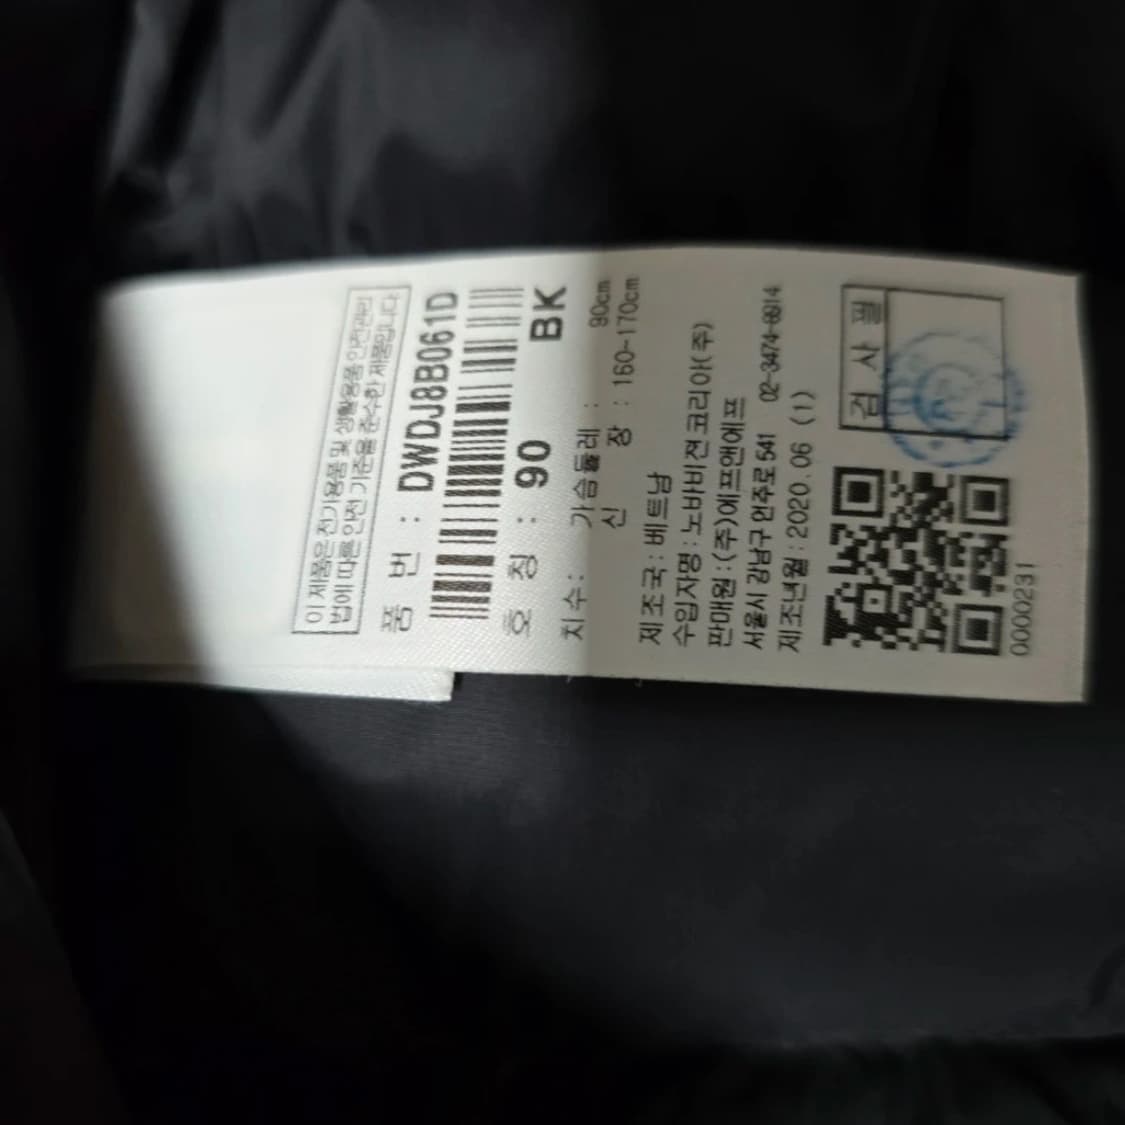 이 제품은 전기용품 및 생활용품 안전관리
법에 따른 안전기준을 준수한 제품입니다
품 번 : DWDJ8B061D
호 칭 : 90 BK
치수: 가슴둘레 : 90cm
신 장 : 160-170cm
제조국:베트남
수입자명:노바비젼코리아(주)
판매원:(주)에프앤에프
서울시 강남구 언주로 541 02-3474-8914
제조년월:2020.06 (1)
검 사 필
0000231